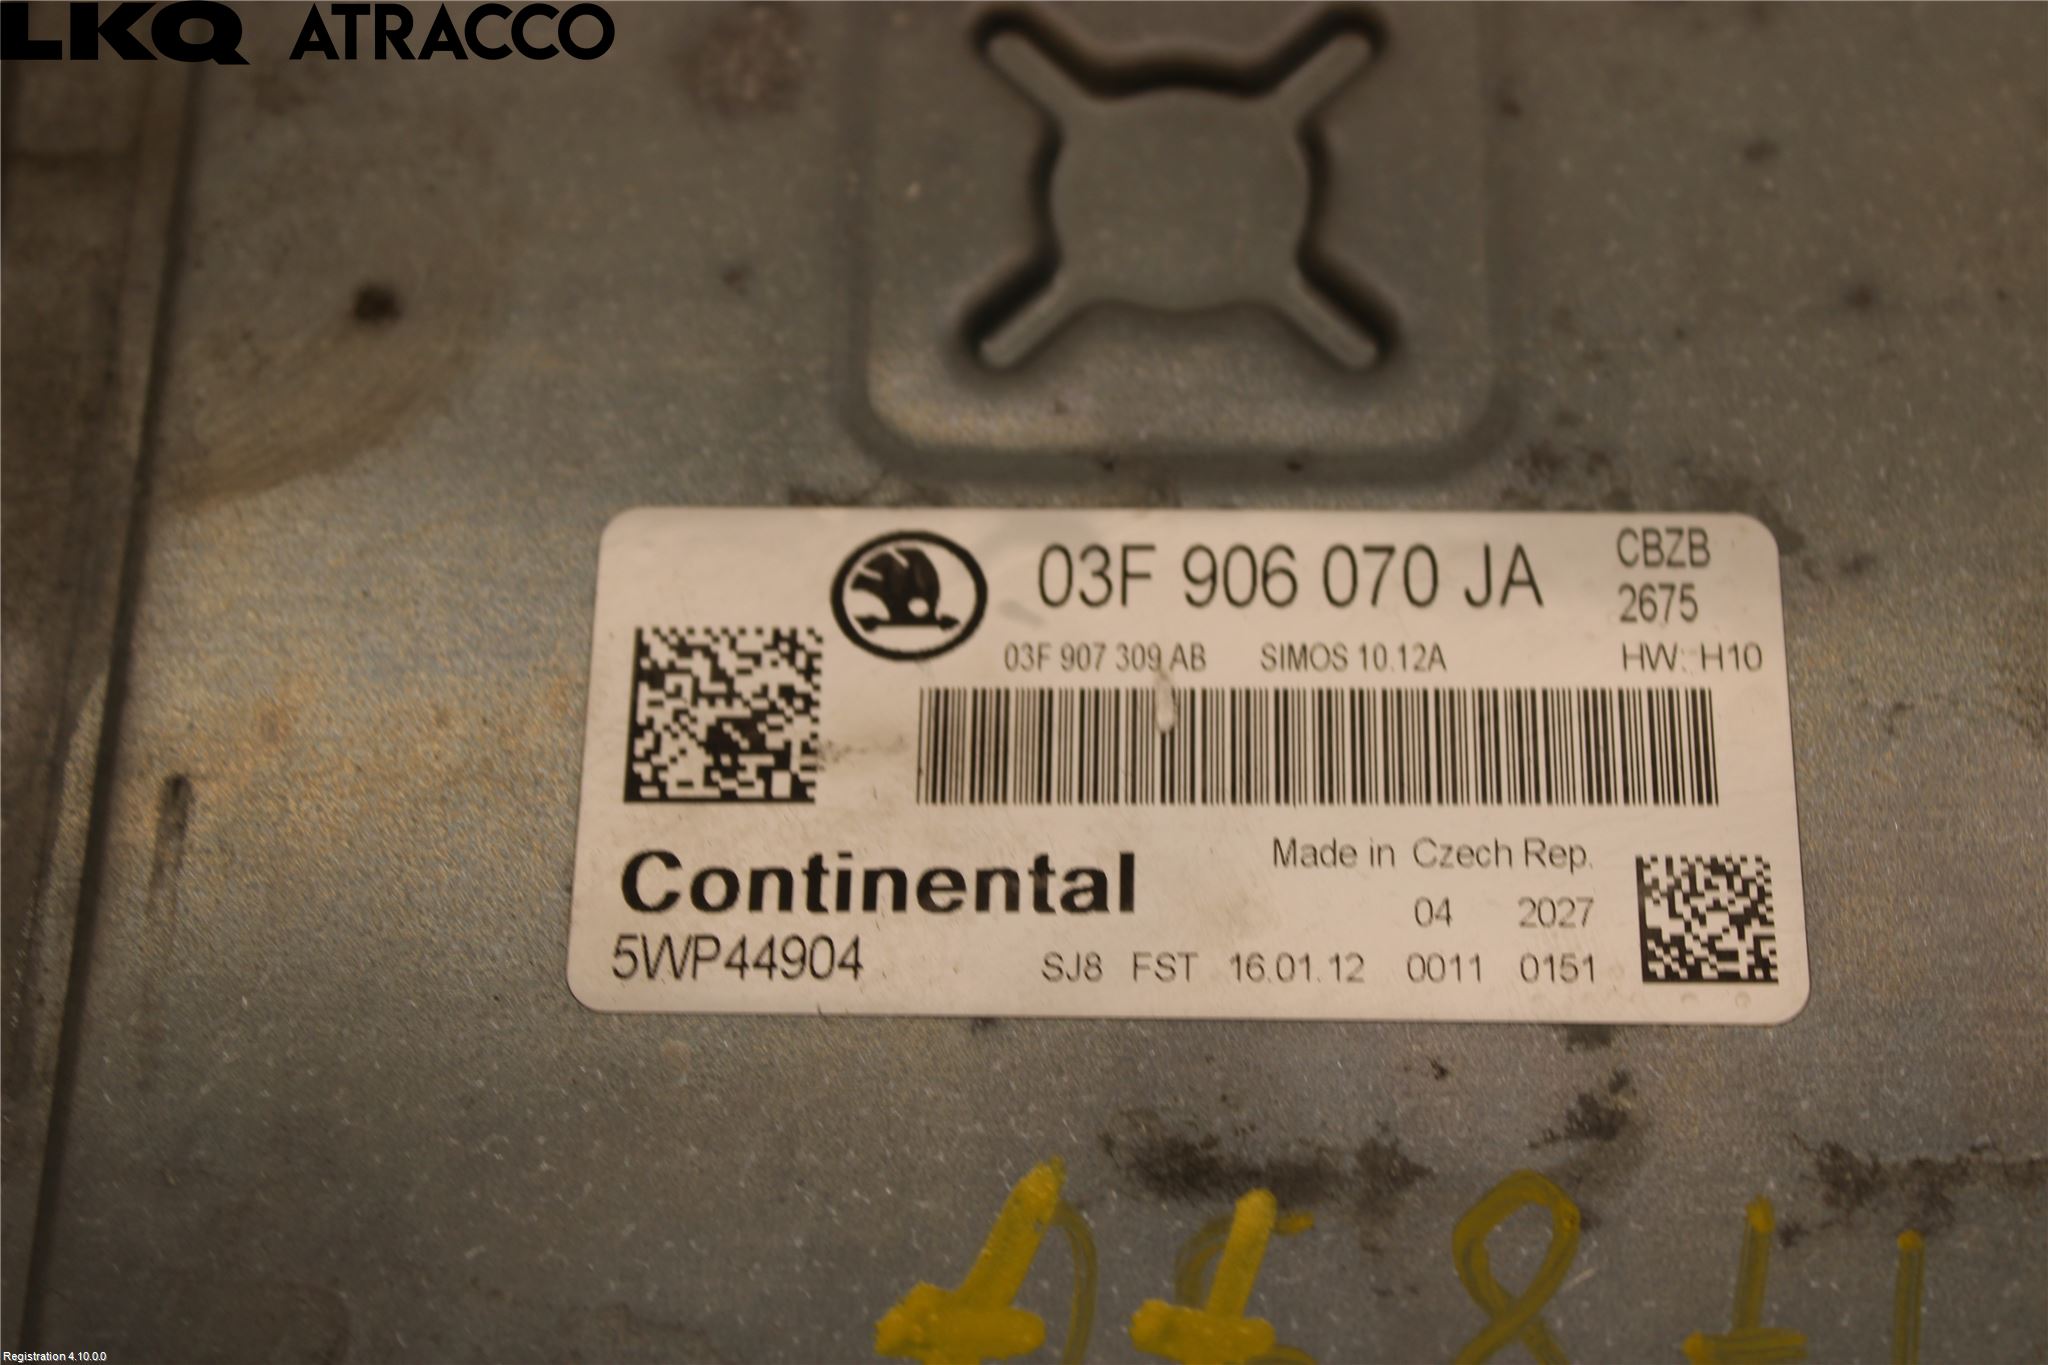 LKQ ATRACCO
03F 906 070 JA
CBZB
2675
03F 907 309 AB SIMOS 10.12A HW: H10
Continental
Made in Czech Rep.
04 2027
5WP44904
SJ8 FST 16.01.12 0011 0151
Registration 4.10.0.0